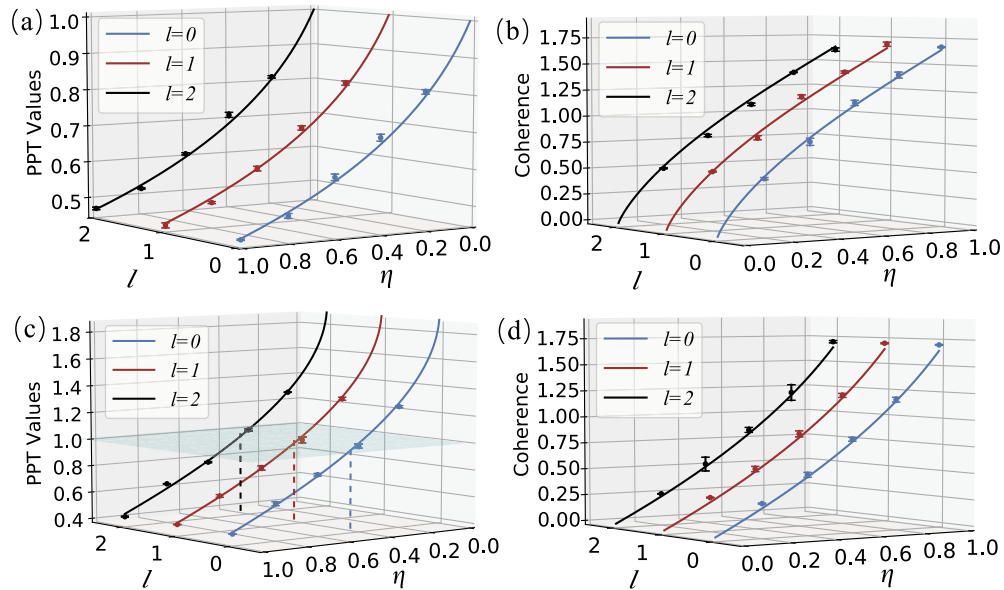 (a)
l=0
l=1
l=2
PPT Values
1.0
0.9
0.8
0.7
0.6
0.5
2
1
0
l
1.0
0.8
0.6
0.4
0.2
0.0
η
(b)
l=0
l=1
l=2
Coherence
1.75
1.50
1.25
1.00
0.75
0.50
0.25
0.00
2
1
0
l
0.0
0.2
0.4
0.6
0.8
1.0
η
(c)
l=0
l=1
l=2
PPT Values
1.8
1.6
1.4
1.2
1.0
0.8
0.6
0.4
2
1
0
l
1.0
0.8
0.6
0.4
0.2
0.0
η
(d)
l=0
l=1
l=2
Coherence
1.75
1.50
1.25
1.00
0.75
0.50
0.25
0.00
2
1
0
l
0.0
0.2
0.4
0.6
0.8
1.0
η